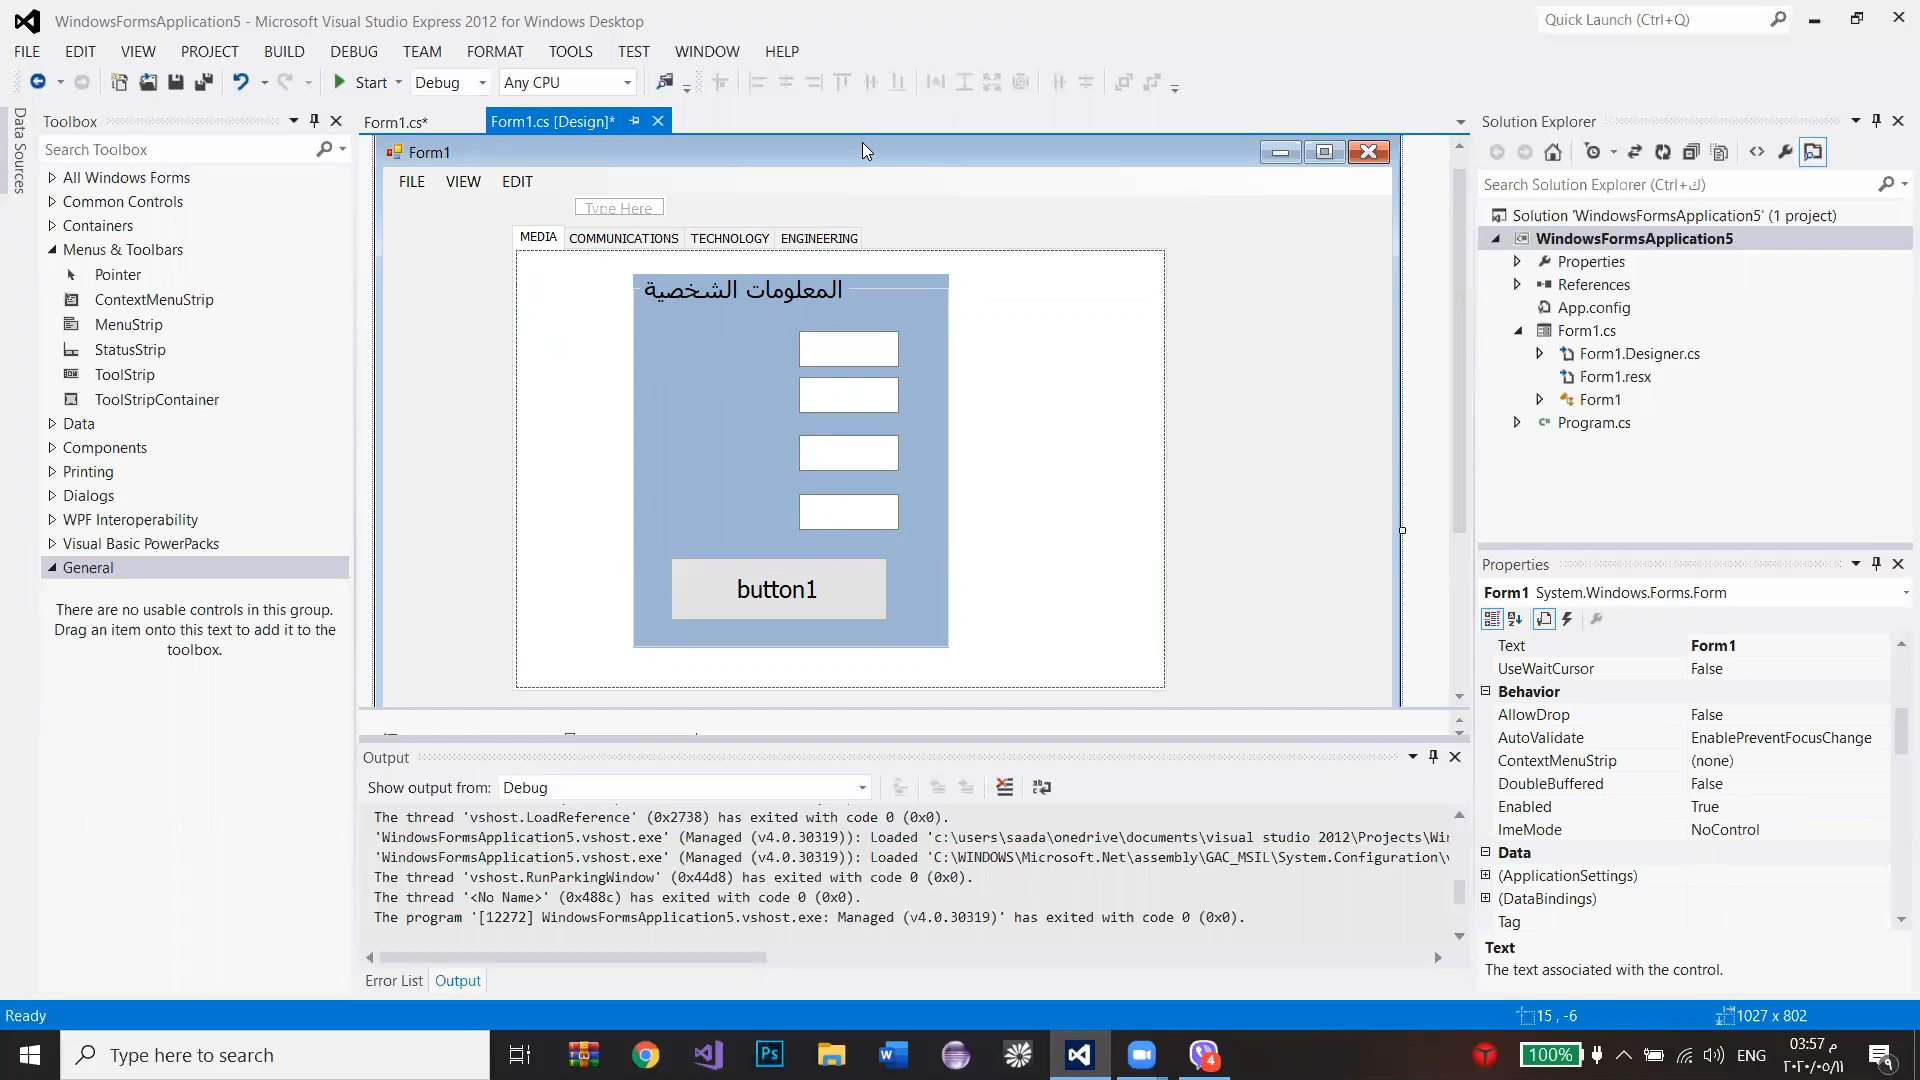 WindowsFormsApplication5 - Microsoft Visual Studio Express 2012 for Windows Desktop
Quick Launch (Ctrl+Q)
FILE EDIT VIEW PROJECT BUILD DEBUG TEAM FORMAT TOOLS TEST WINDOW HELP
Start Debug Any CPU
Data Sources
Toolbox
Search Toolbox
All Windows Forms
Common Controls
Containers
Menus & Toolbars
Pointer
ContextMenuStrip
MenuStrip
StatusStrip
ToolStrip
ToolStripContainer
Data
Components
Printing
Dialogs
WPF Interoperability
Visual Basic PowerPacks
General
There are no usable controls in this group.
Drag an item onto this text to add it to the
toolbox.
Form1.cs* Form1.cs [Design]*
Form1
FILE VIEW EDIT
Type Here
MEDIA COMMUNICATIONS TECHNOLOGY ENGINEERING
المعلومات الشخصية
button1
Output
Show output from: Debug
The thread 'vshost.LoadReference' (0x2738) has exited with code 0 (0x0).
'WindowsFormsApplication5.vshost.exe' (Managed (v4.0.30319)): Loaded 'c:\users\saada\onedrive\documents\visual studio 2012\Projects\Wi
'WindowsFormsApplication5.vshost.exe' (Managed (v4.0.30319)): Loaded 'C:\WINDOWS\Microsoft.Net\assembly\GAC_MSIL\System.Configuration\
The thread 'vshost.RunParkingWindow' (0x44d8) has exited with code 0 (0x0).
The thread '<No Name>' (0x488c) has exited with code 0 (0x0).
The program '[12272] WindowsFormsApplication5.vshost.exe: Managed (v4.0.30319)' has exited with code 0 (0x0).
Error List Output
Solution Explorer
Search Solution Explorer (Ctrl+ك)
Solution 'WindowsFormsApplication5' (1 project)
WindowsFormsApplication5
Properties
References
App.config
Form1.cs
Form1.Designer.cs
Form1.resx
Form1
Program.cs
Properties
Form1 System.Windows.Forms.Form
Text Form1
UseWaitCursor False
Behavior
AllowDrop False
AutoValidate EnablePreventFocusChange
ContextMenuStrip (none)
DoubleBuffered False
Enabled True
ImeMode NoControl
Data
(ApplicationSettings)
(DataBindings)
Tag
Text
The text associated with the control.
Ready 15 , -6 1027 x 802
Type here to search
Ps
4
100%
ENG
03:57 م
٢٠٢٠/٠٥/١١
٩